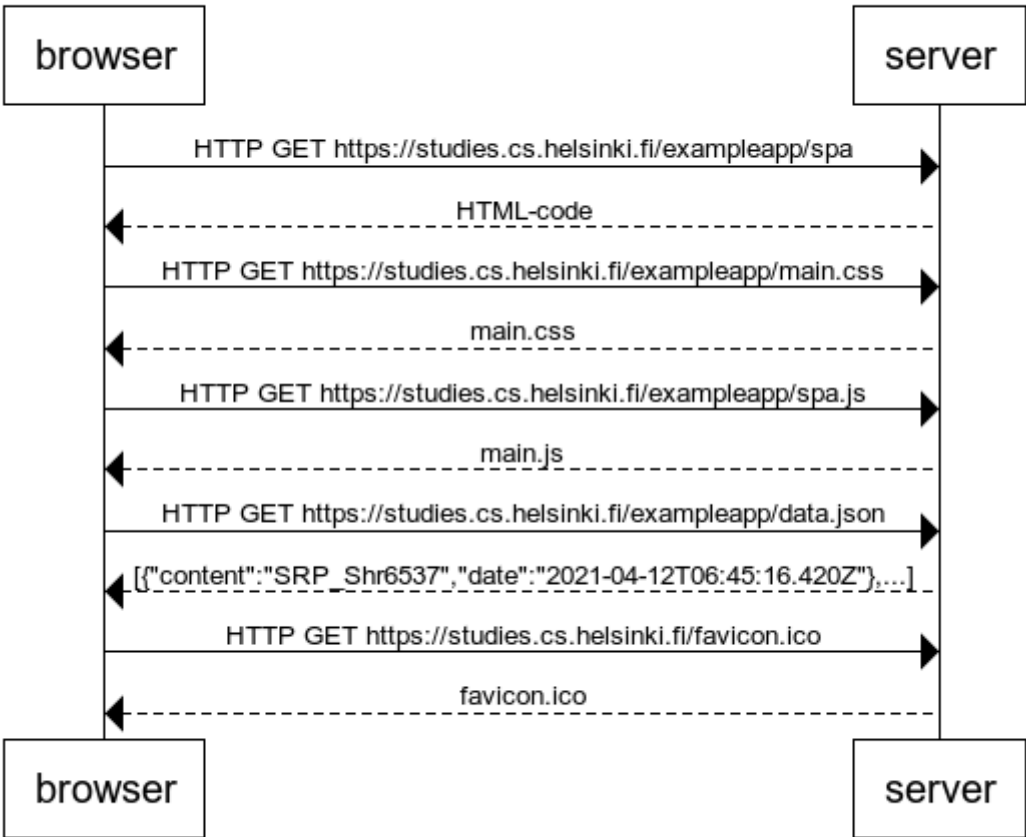 browser server
HTTP GET https://studies.cs.helsinki.fi/exampleapp/spa
HTML-code
HTTP GET https://studies.cs.helsinki.fi/exampleapp/main.css
main.css
HTTP GET https://studies.cs.helsinki.fi/exampleapp/spa.js
main.js
HTTP GET https://studies.cs.helsinki.fi/exampleapp/data.json
[{"content":"SRP_Shr6537","date":"2021-04-12T06:45:16.420Z"},...]
HTTP GET https://studies.cs.helsinki.fi/favicon.ico
favicon.ico
browser server